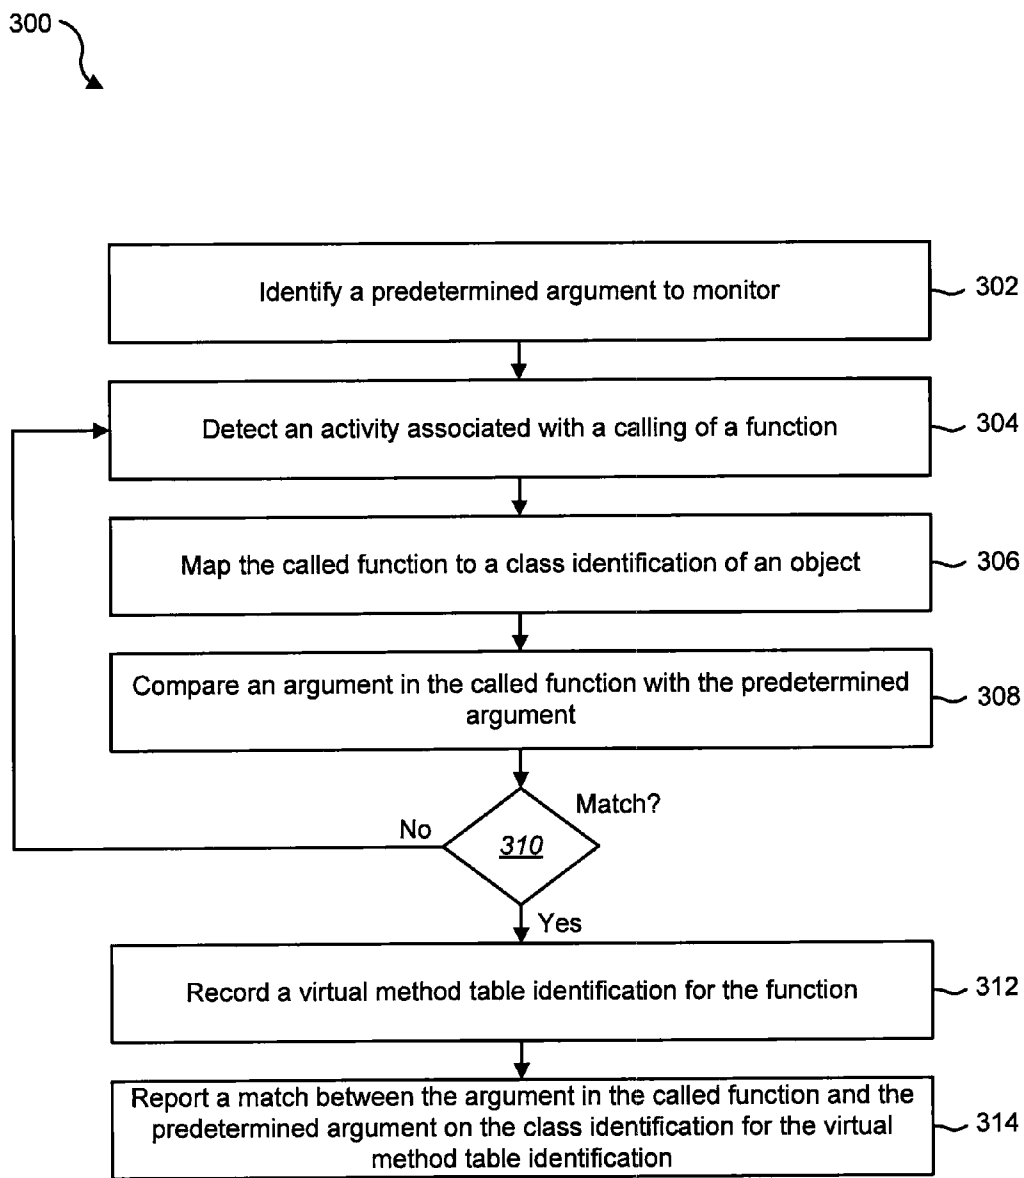 300
Identify a predetermined argument to monitor
302
Detect an activity associated with a calling of a function
304
Map the called function to a class identification of an object
306
Compare an argument in the called function with the predetermined
argument
308
Match?
No
310
Yes
Record a virtual method table identification for the function
312
Report a match between the argument in the called function and the
predetermined argument on the class identification for the virtual
method table identification
314